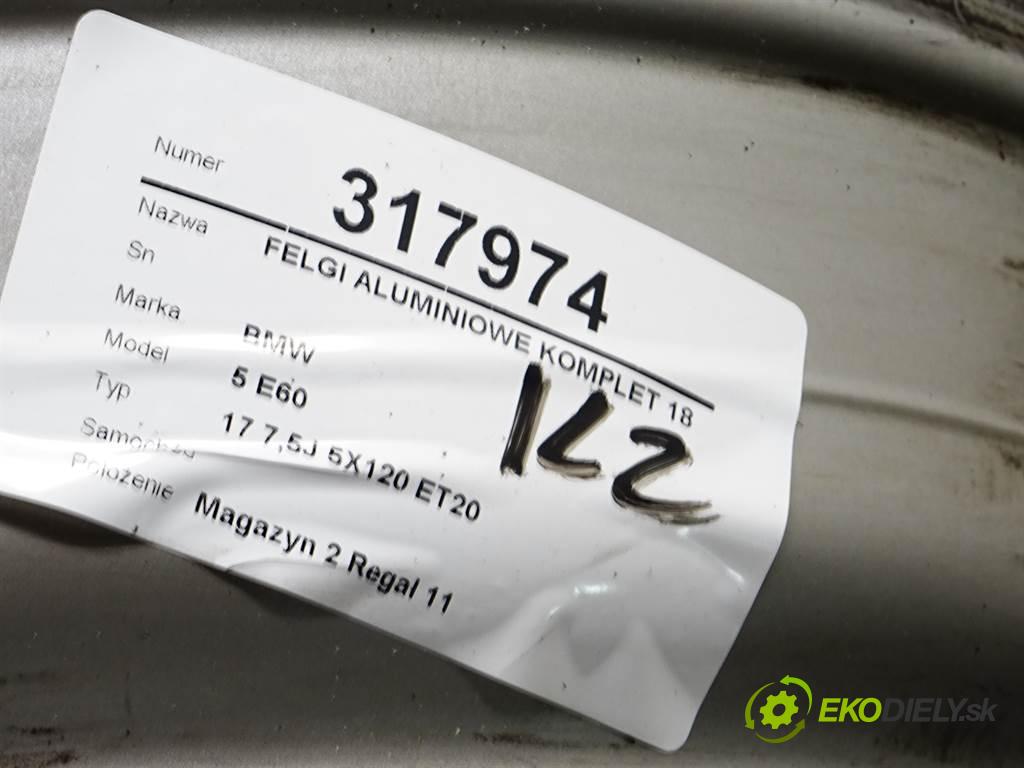 Numer 317974
Nazwa FELGI ALUMINIOWE KOMPLET 18
Sn
Marka BMW
Model 5 E60
Typ 17 7,5J 5X120 ET20
Samochód
Położenie Magazyn 2 Regal 11
EKODIELY.sk